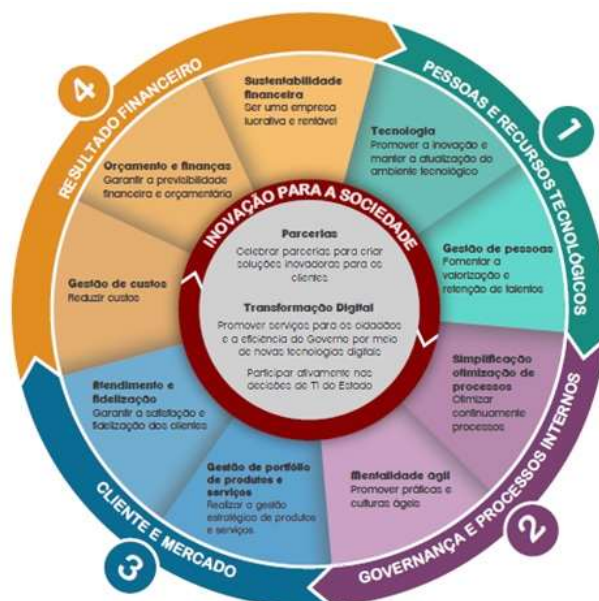 RESULTADO FINANCEIRO
4
PESSOAS E RECURSOS TECNOLÓGICOS
1
GOVERNANÇA E PROCESSOS INTERNOS
2
CLIENTE E MERCADO
3
Sustentabilidade
financeira
Ser uma empresa
lucrativa e rentável
Tecnologia
Promover a inovação e
manter a atualização do
ambiente tecnológico
Gestão de pessoas
Fomentar a
valorização e
retenção de talentos
Simplificação
otimização de
processos
Otimizar
continuamente
processos
Mentalidade ágil
Promover práticas e
culturas ágeis
Gestão de portfólio
de produtos e
serviços
Realizar a gestão
estratégica de produtos
e serviços.
Atendimento e
fidelização
Garantir a satisfação e
fidelização dos clientes
Gestão de custos
Reduzir custos
Orçamento e finanças
Garantir a previsibilidade
financeira e orçamentária
INOVAÇÃO PARA A SOCIEDADE
Parcerias
Celebrar parcerias para criar
soluções inovadoras para os
clientes
Transformação Digital
Promover serviços para os cidadãos
e a eficiência do Governo por meio
de novas tecnologias digitais
Participar ativamente nas
decisões de TI do Estado